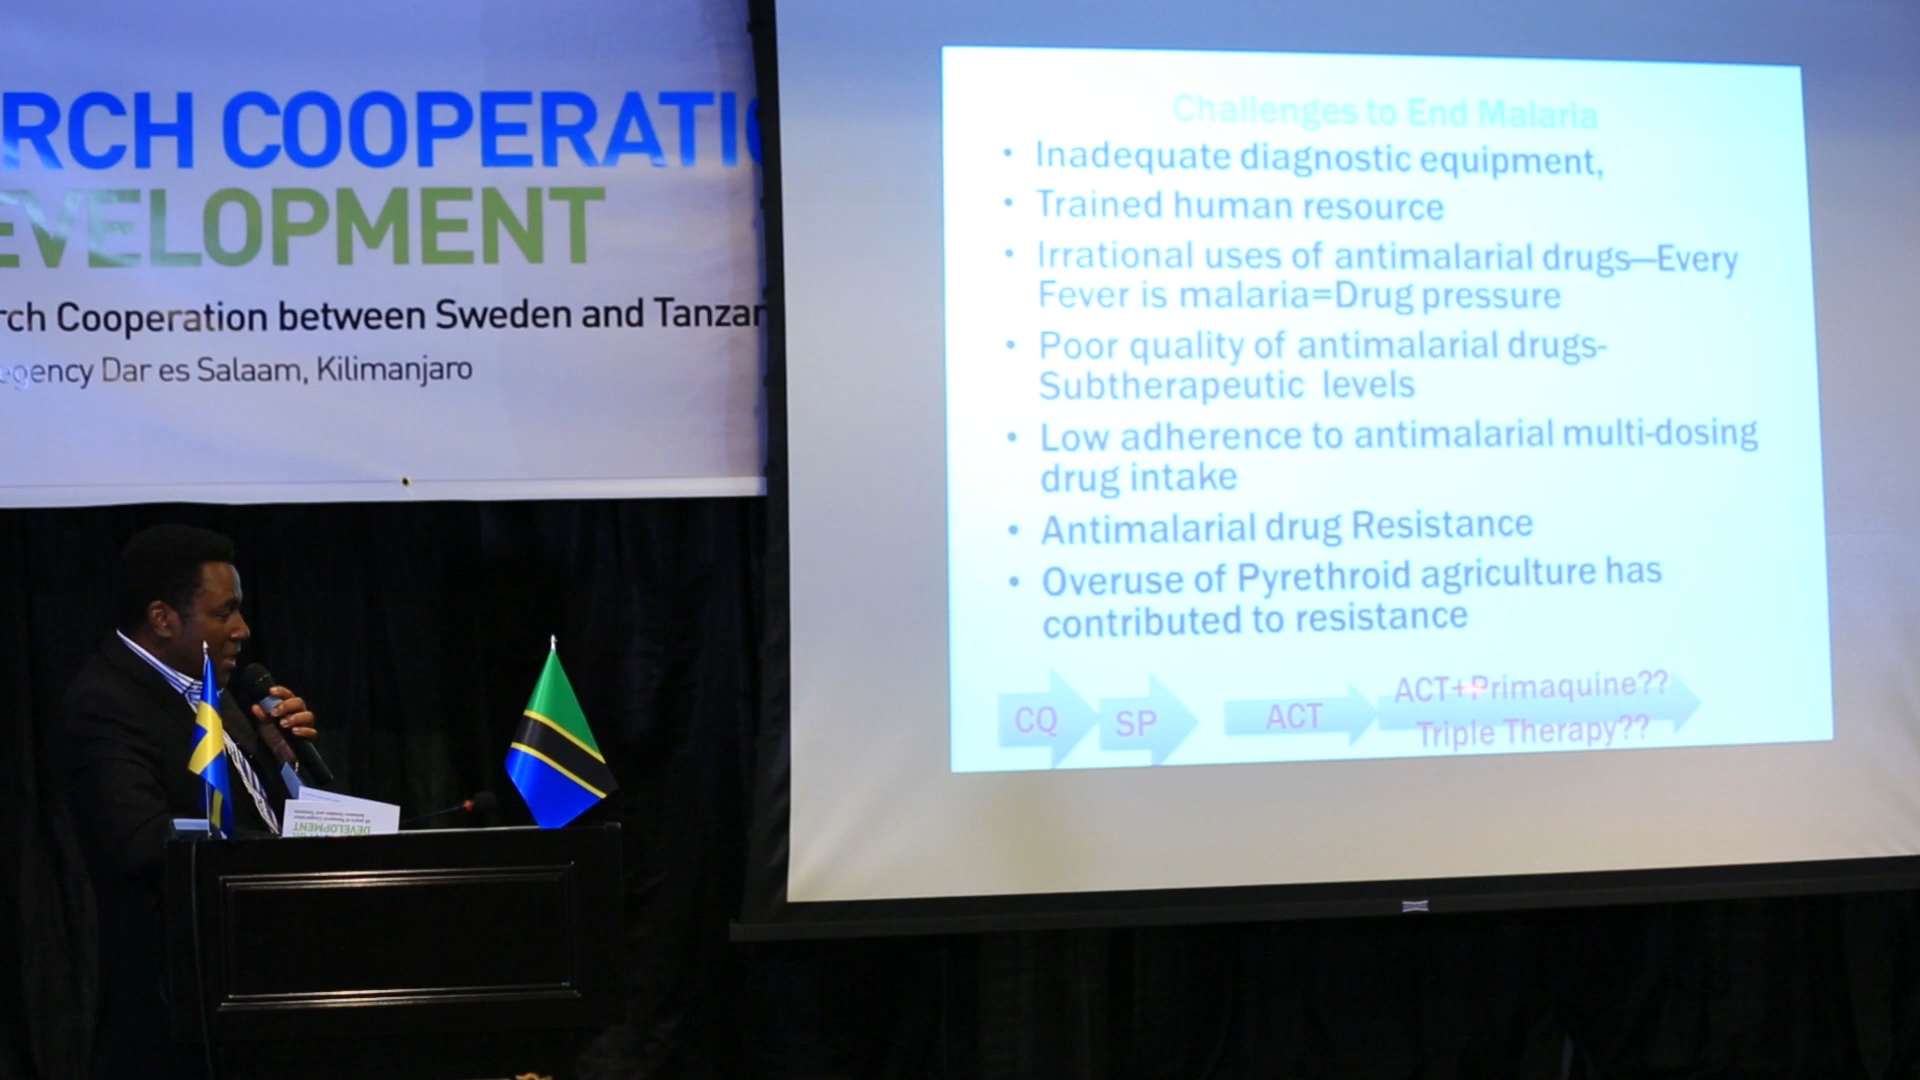 RCH COOPERATIO
EVELOPMENT
rch Cooperation between Sweden and Tanzan
egency Dar es Salaam, Kilimanjaro
Challenges to End Malaria
• Inadequate diagnostic equipment,
• Trained human resource
• Irrational uses of antimalarial drugs—Every
Fever is malaria=Drug pressure
• Poor quality of antimalarial drugs-
Subtherapeutic levels
• Low adherence to antimalarial multi-dosing
drug intake
• Antimalarial drug Resistance
• Overuse of Pyrethroid agriculture has
contributed to resistance
CQ
SP
ACT
ACT+Primaquine??
Triple Therapy??
DEVELOPMENT